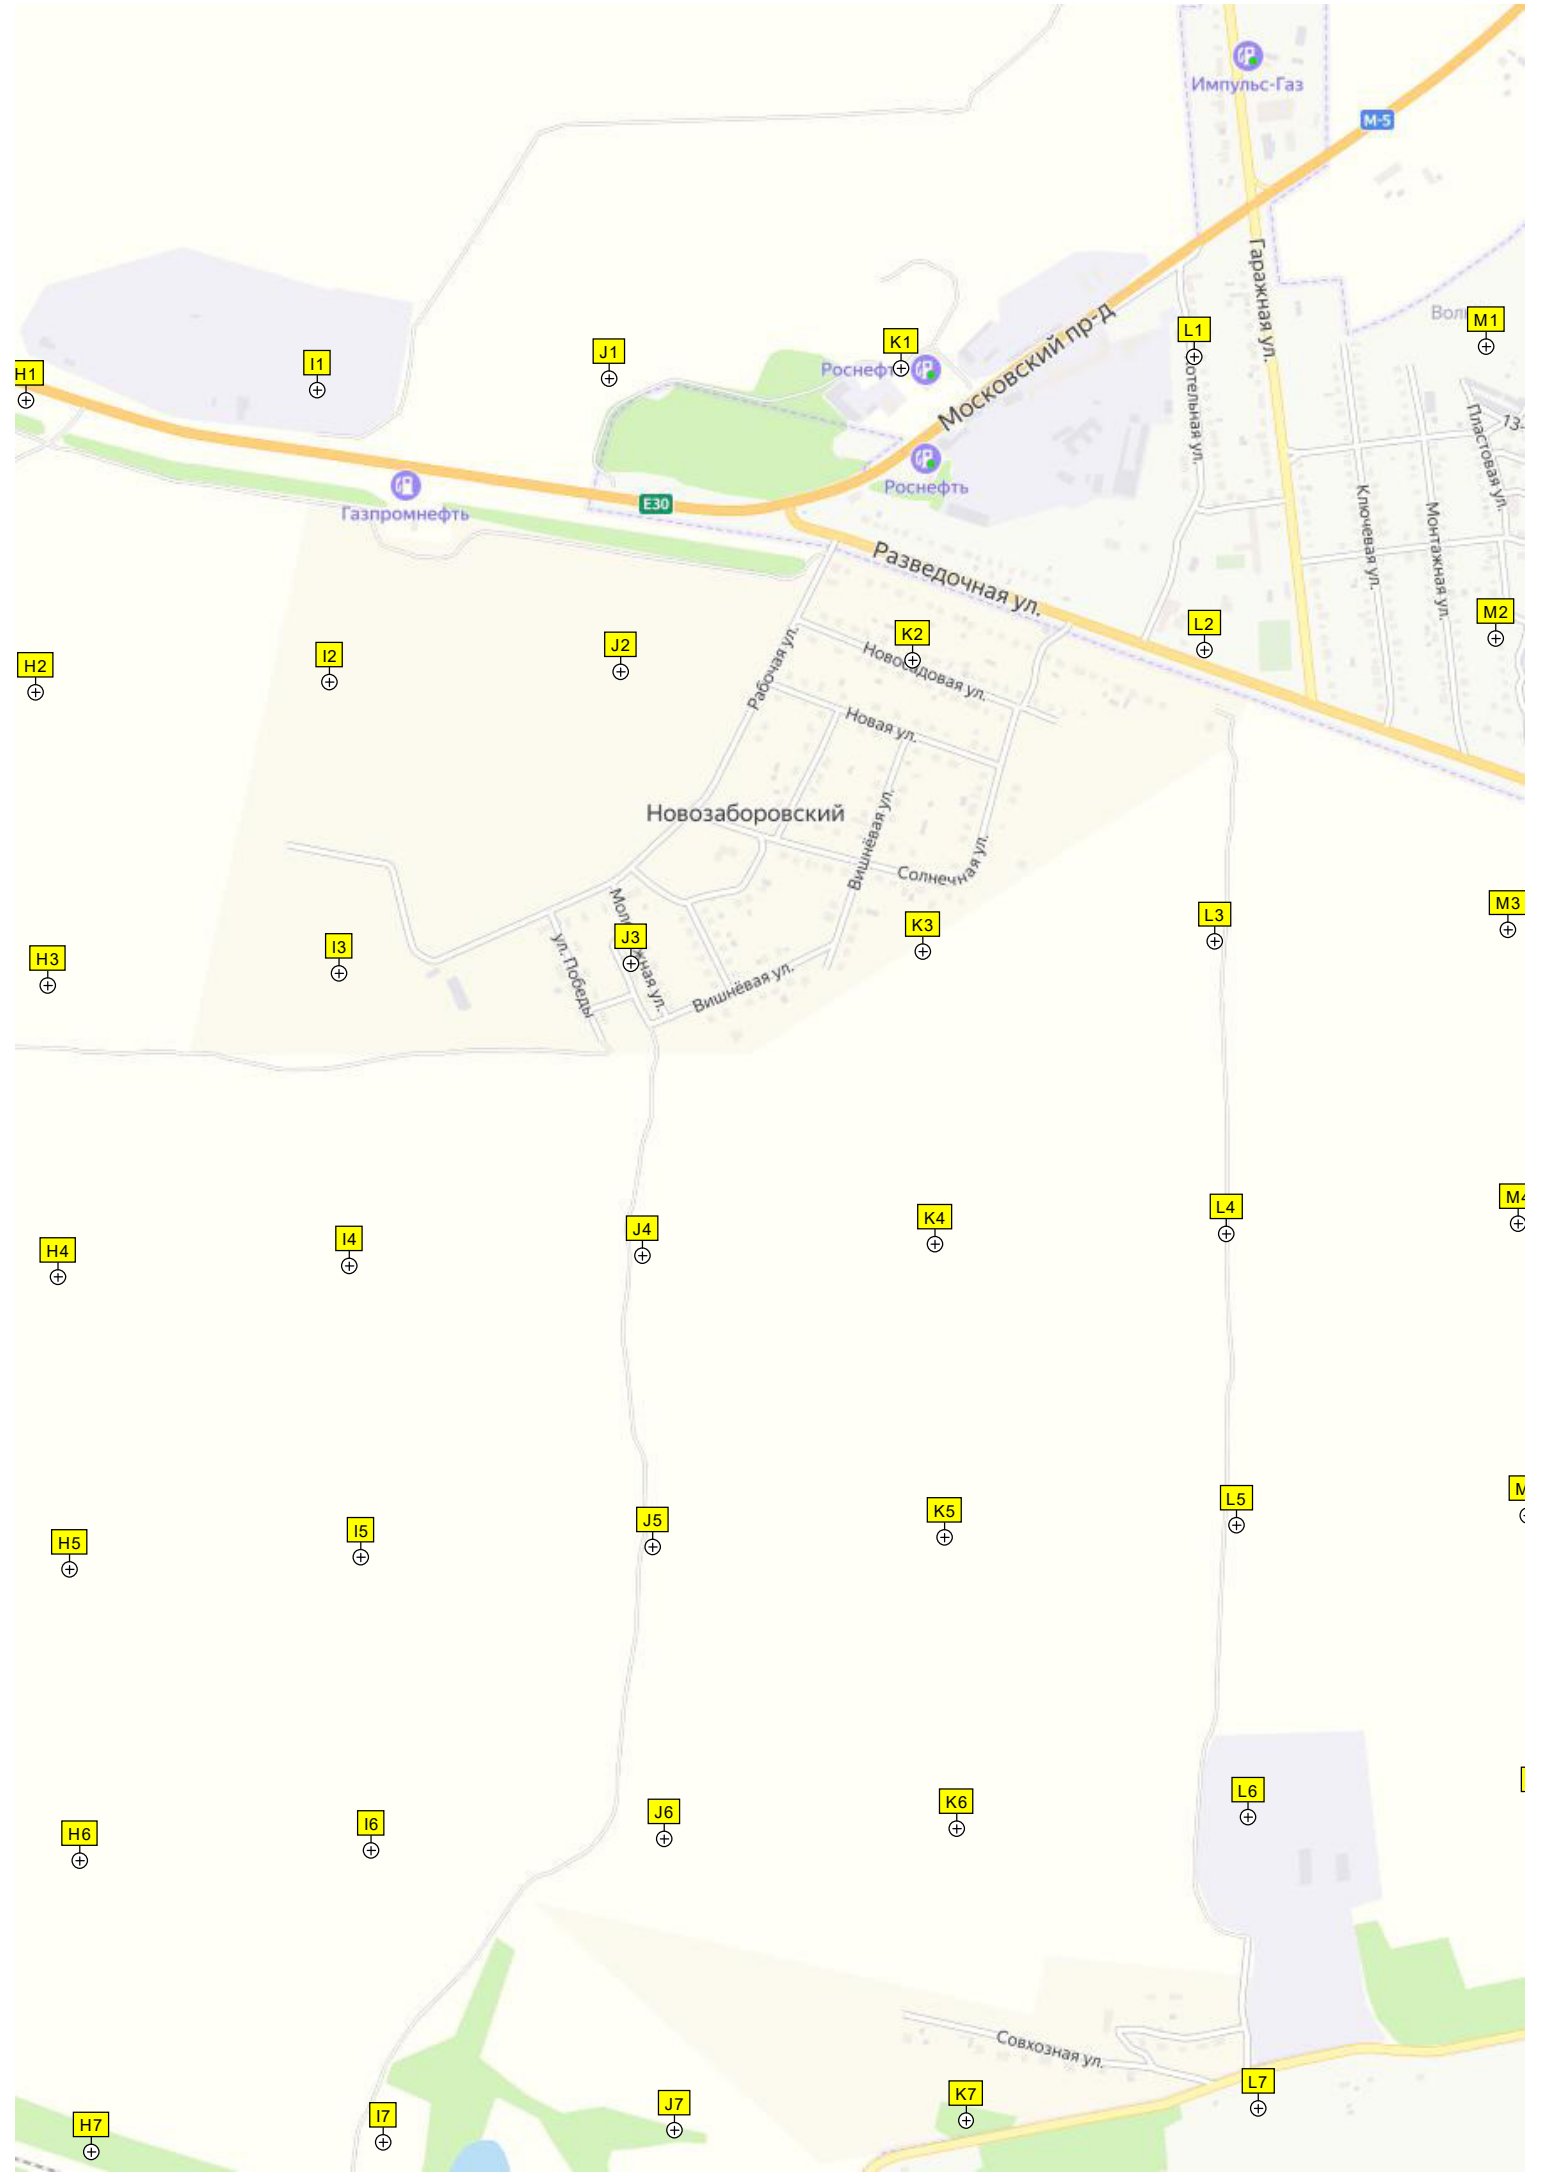 Импульс-Газ
М-5
Гаражная ул.
M1
L1
K1
J1
I1
H1
Роснефть
Московский пр-д
Пластовая ул.
Роснефть
Газпромнефть
E30
Ключевая ул.
Монтажная ул.
Разведочная ул.
M2
L2
K2
J2
I2
H2
Рабочая ул.
Новосадовая ул.
Новая ул.
Новозаборовский
Вишнёвая ул.
Солнечная ул.
M3
L3
K3
J3
I3
H3
ул. Победы
Вишнёвая ул.
M4
L4
K4
J4
I4
H4
L5
K5
J5
I5
H5
L6
K6
J6
I6
H6
Совхозная ул.
L7
K7
J7
I7
H7